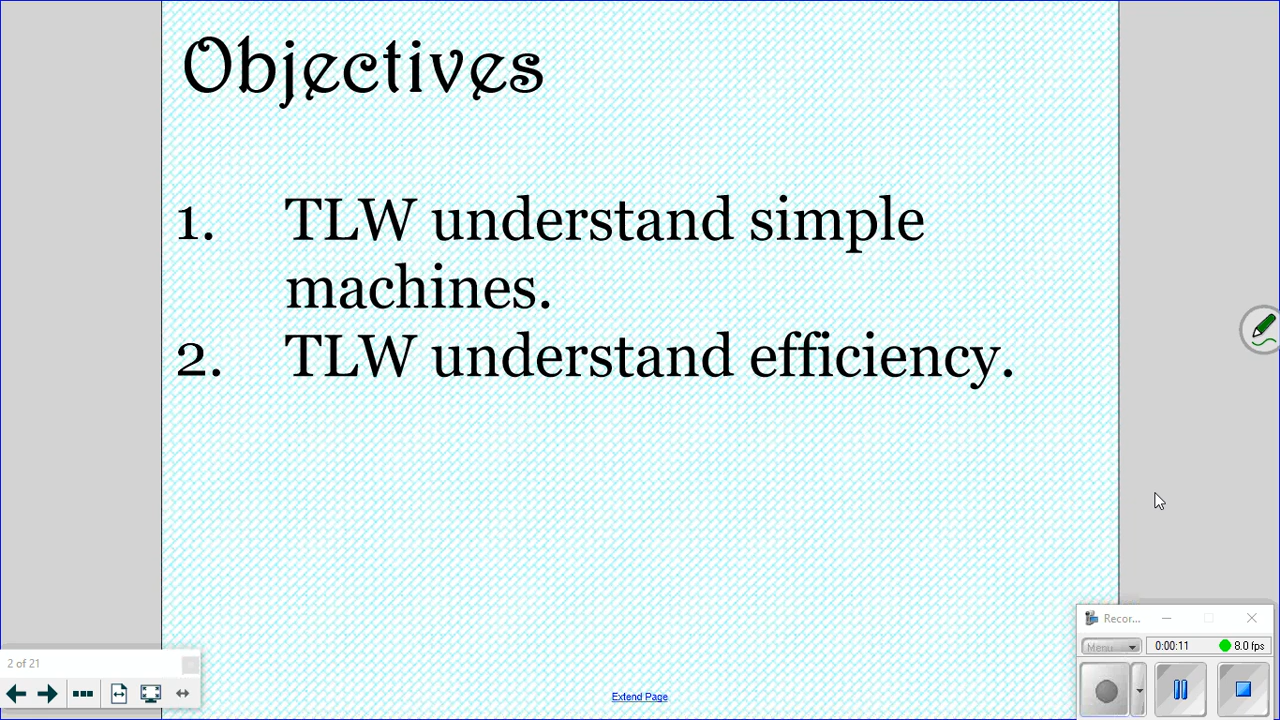 Objectives
1. TLW understand simple
machines.
2. TLW understand efficiency.
Recor...
Menu
0:00:11
8.0 fps
2 of 21
Extend Page